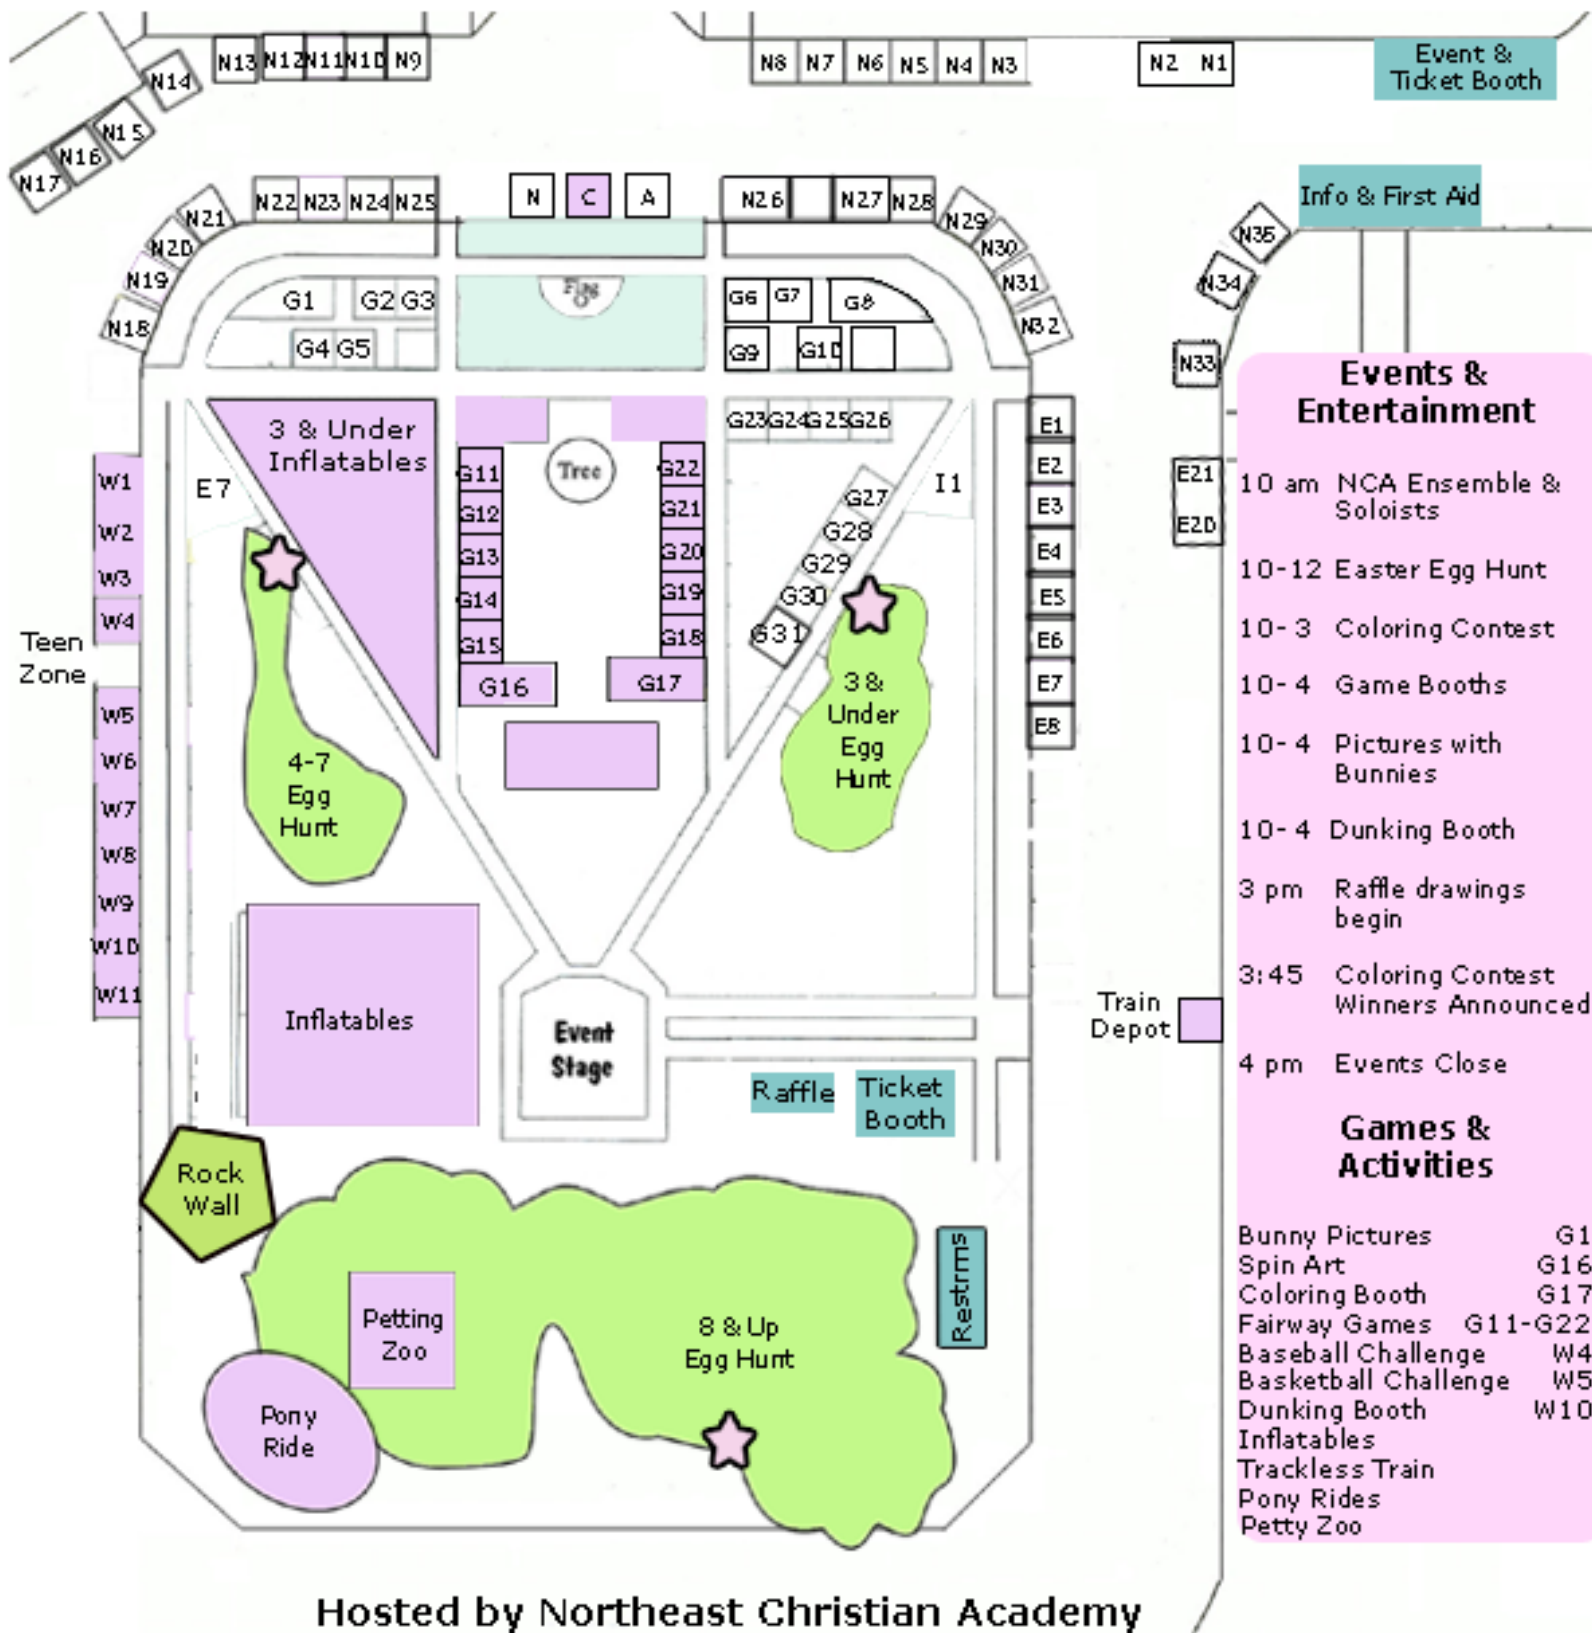 N13 N12 N11 N10 N9
N8 N7 N6 N5 N4 N3
N2 N1
Event &
Ticket Booth
N14
N15
N16
N17
N22 N23 N24 N25
N C A
N26 N27 N28
Info & First Aid
N21
N20
N19
N18
N29
N30
N31
N32
N35
N34
N33
G1 G2 G3
G4 G5
Flag
G6 G7 G8
G9 G10
3 & Under
Inflatables
Tree
G23 G24 G25 G26
E7
I1
G11
G12
G13
G14
G15
G16
G22
G21
G20
G19
G18
G17
G27
G28
G29
G30
G31
E1
E2
E3
E4
E5
E6
E7
E8
E21
E20
W1
W2
W3
W4
Teen
Zone
W5
W6
W7
W8
W9
W10
W11
4-7
Egg
Hunt
3 &
Under
Egg
Hunt
Inflatables
Event
Stage
Train
Depot
Raffle
Ticket
Booth
Rock
Wall
Petting
Zoo
8 & Up
Egg Hunt
Restrms
Pony
Ride
Events &
Entertainment
10 am NCA Ensemble &
Soloists
10-12 Easter Egg Hunt
10- 3 Coloring Contest
10- 4 Game Booths
10- 4 Pictures with
Bunnies
10- 4 Dunking Booth
3 pm Raffle drawings
begin
3:45 Coloring Contest
Winners Announced
4 pm Events Close
Games &
Activities
Bunny Pictures G1
Spin Art G16
Coloring Booth G17
Fairway Games G11-G22
Baseball Challenge W4
Basketball Challenge W5
Dunking Booth W10
Inflatables
Trackless Train
Pony Rides
Petty Zoo
Hosted by Northeast Christian Academy